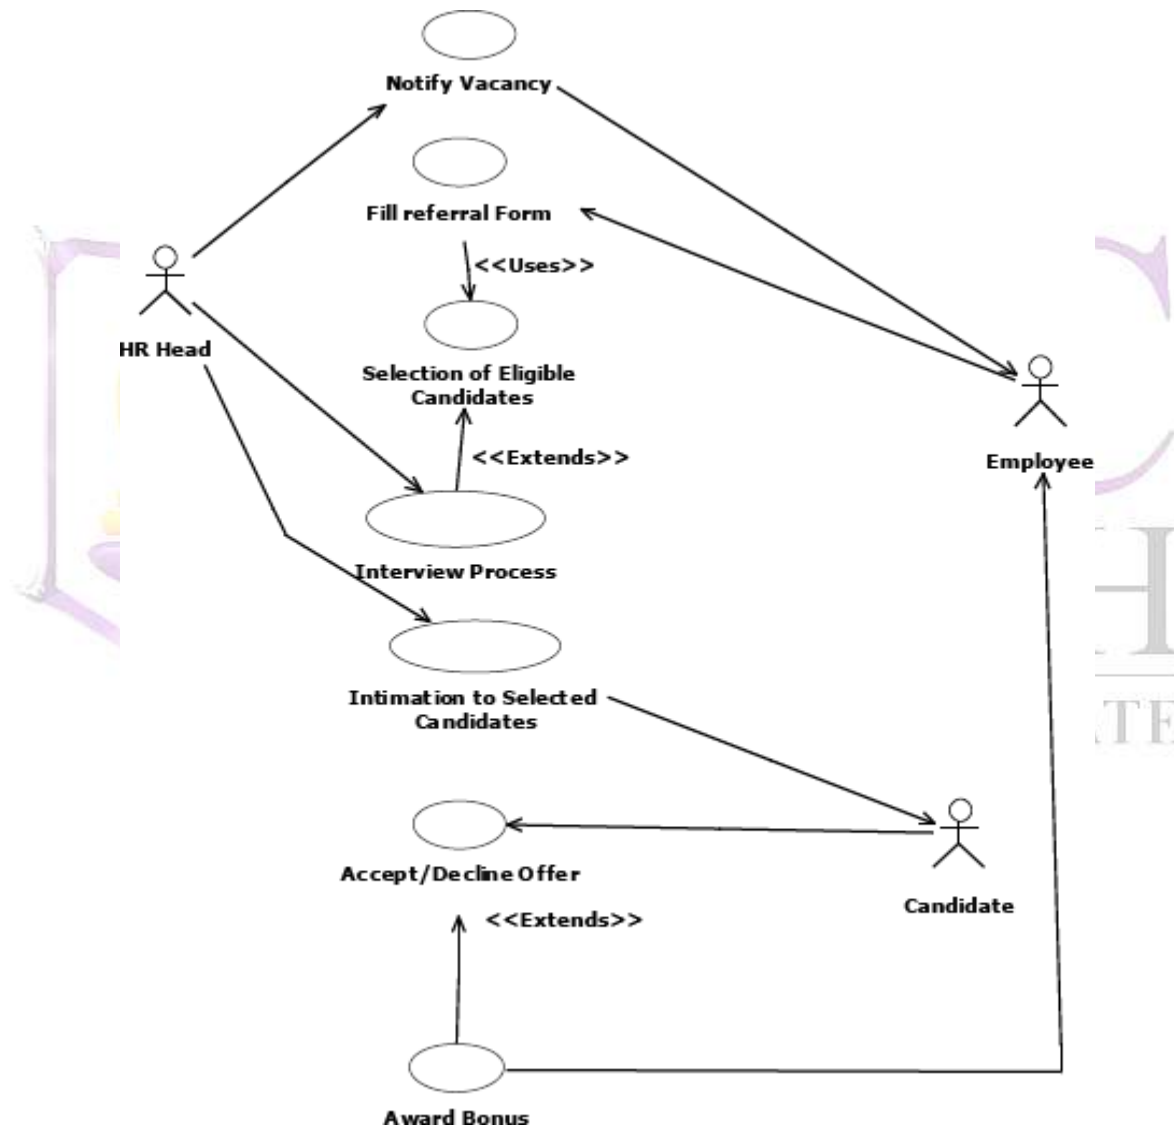 Notify Vacancy
Fill referral Form
<<Uses>>
HR Head
Selection of Eligible
Candidates
<<Extends>>
Employee
Interview Process
Intimation to Selected
Candidates
Accept/Decline Offer
Candidate
<<Extends>>
Award Bonus